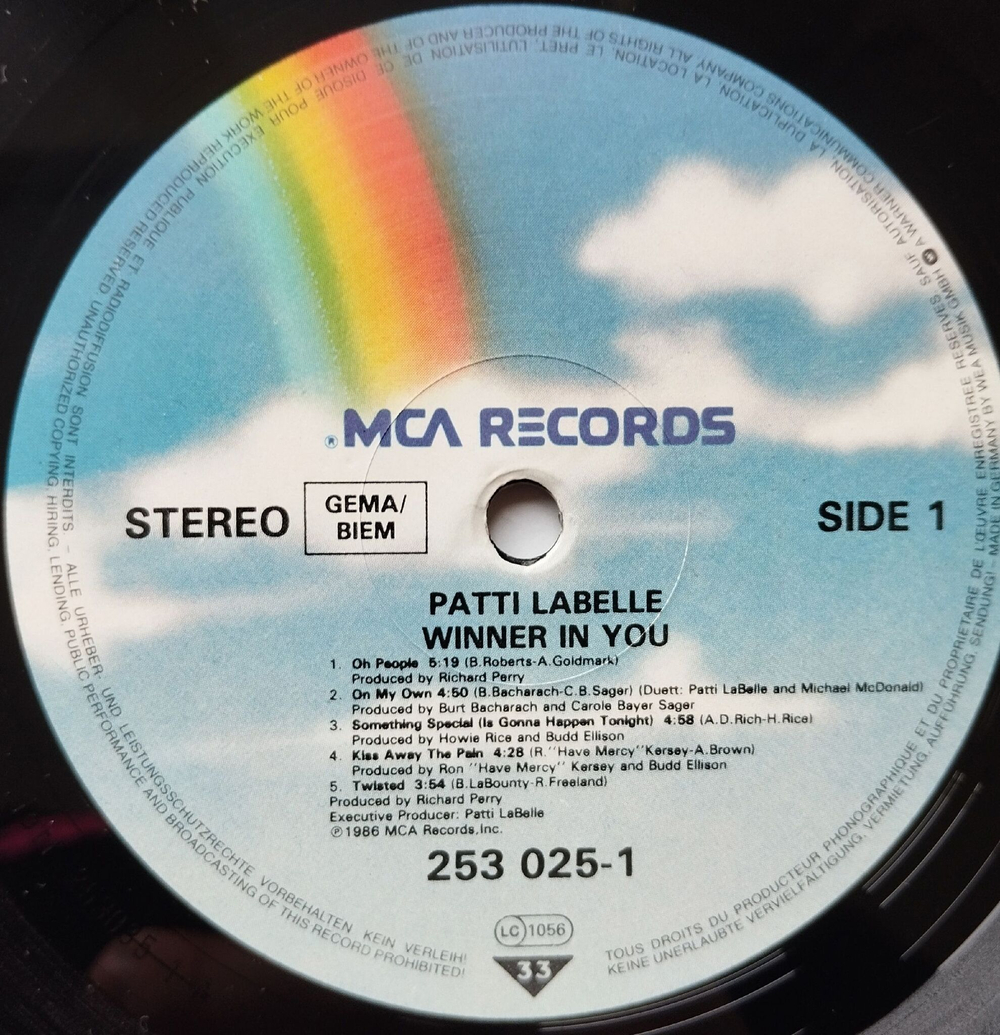 ® MCA RECORDS
STEREO
GEMA/
BIEM
SIDE 1
PATTI LABELLE
WINNER IN YOU
1. Oh People 5:19 (B.Roberts-A.Goldmark)
Produced by Richard Perry
2. On My Own 4:50 (B.Bacharach-C.B.Sager) (Duett: Patti LaBelle and Michael McDonald)
Produced by Burt Bacharach and Carole Bayer Sager
3. Something Special (Is Gonna Happen Tonight) 4:58 (A.D.Rich-H.Rice)
Produced by Howie Rice and Budd Ellison
4. Kiss Away The Pain 4:28 (R.''Have Mercy''Kersey-A.Brown)
Produced by Ron ''Have Mercy'' Kersey and Budd Ellison
5. Twisted 3:54 (B.LaBounty-R.Freeland)
Produced by Richard Perry
Executive Producer: Patti LaBelle
℗1986 MCA Records,Inc.
253 025-1
LC 1056
33
TOUS DROITS DU PRODUCTEUR PHONOGRAPHIQUE ET DU PROPRIETAIRE DE L'ŒUVRE ENREGISTREE RESERVES. SAUF AUTORISATION, LA DUPLICATION, LA LOCATION, LE PRET, L'UTILISATION DE CE DISQUE POUR EXECUTION PUBLIQUE ET RADIODIFFUSION SONT INTERDITS. – ALLE URHEBER- UND LEISTUNGSSCHUTZRECHTE VORBEHALTEN KEIN VERLEIH!
KEINE UNERLAUBTE VERVIELFÄLTIGUNG, VERMIETUNG, AUFFÜHRUNG, SENDUNG! – MADE IN GERMANY BY WEA MUSIK GMBH A WARNER COMMUNICATIONS COMPANY ALL RIGHTS OF THE PRODUCER AND OF THE OWNER OF THE WORK REPRODUCED RESERVED UNAUTHORIZED COPYING, HIRING, LENDING, PUBLIC PERFORMANCE AND BROADCASTING OF THIS RECORD PROHIBITED!